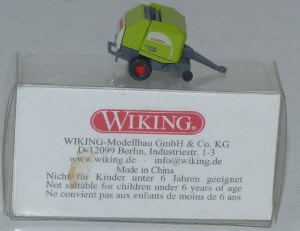 CLAAS
WIKING®
WIKING-Modellbau GmbH & Co. KG
D-12099 Berlin, Industriestr. 1-3
www.wiking.de · info@wiking.de
Made in China
Nicht für Kinder unter 6 Jahren geeignet
Not suitable for children under 6 years of age
Ne convient pas aux enfants de moins de 6 ans